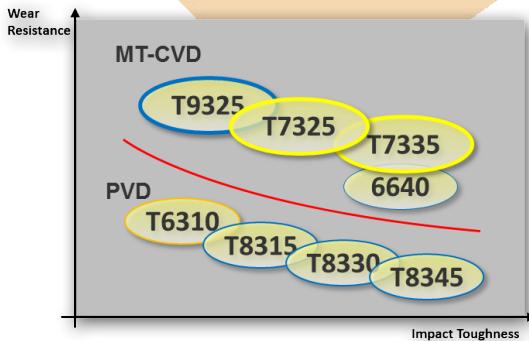 Wear
Resistance
MT-CVD
T9325
T7325
T7335
6640
PVD
T6310
T8315
T8330
T8345
Impact Toughness